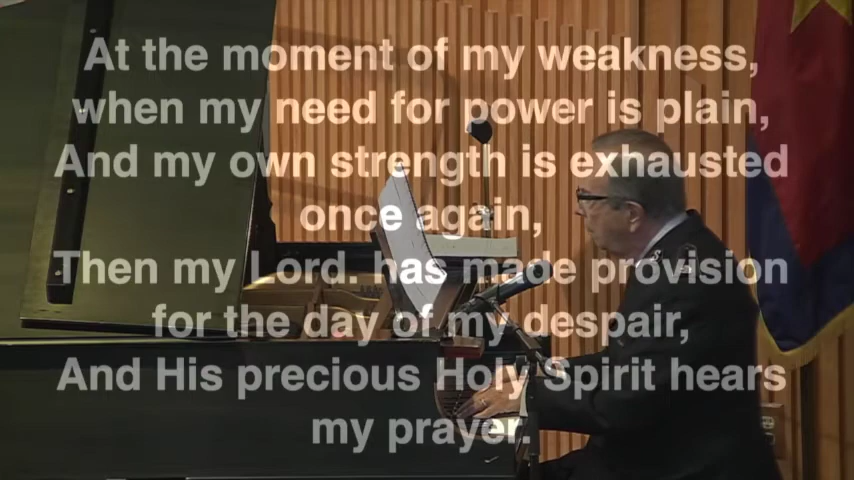 At the moment of my weakness,
when my need for power is plain,
And my own strength is exhausted
once again,
Then my Lord. has made provision
for the day of my despair,
And His precious Holy Spirit hears
my prayer.